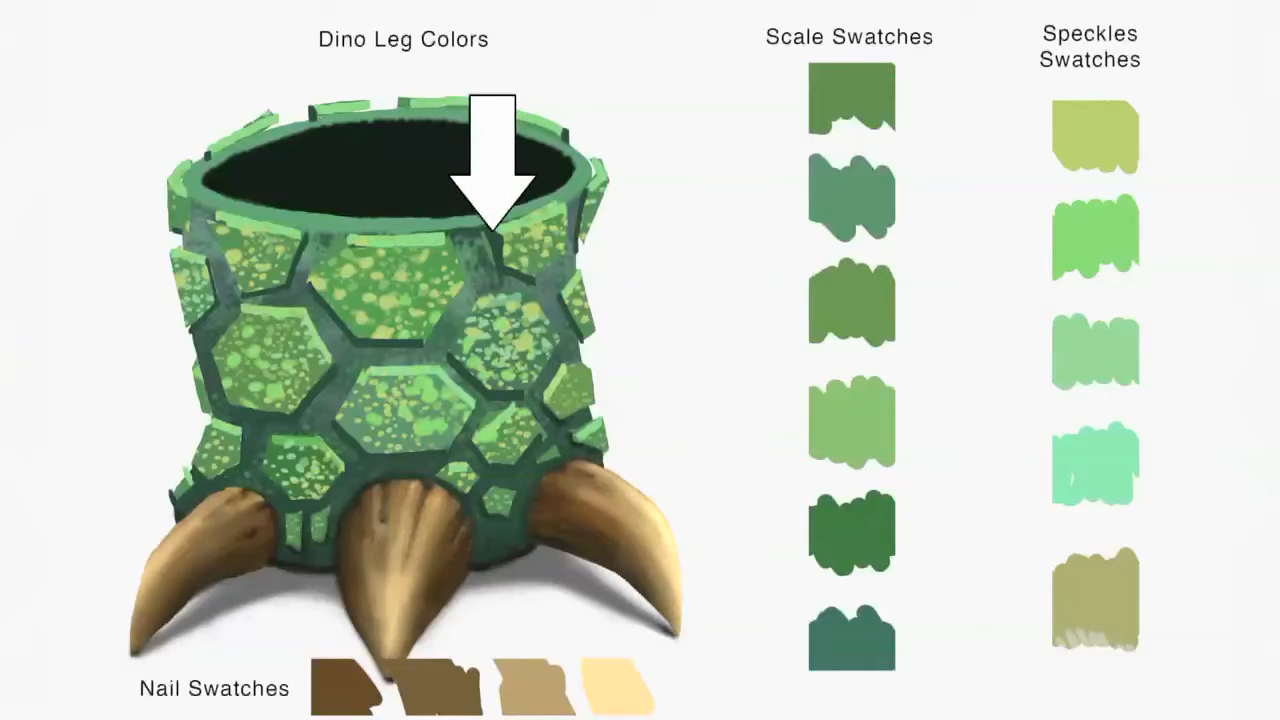 Dino Leg Colors
Scale Swatches
Speckles
Swatches
Nail Swatches